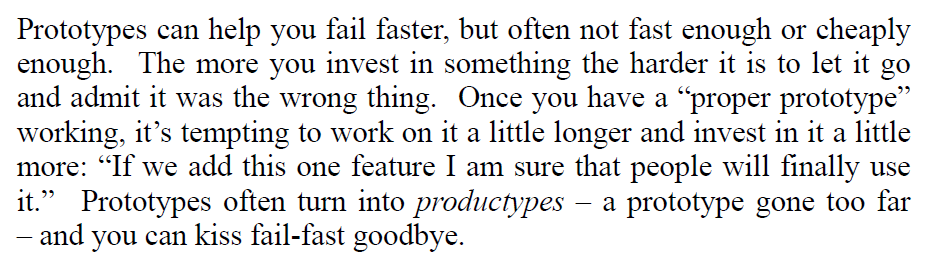 Prototypes can help you fail faster, but often not fast enough or cheaply
enough.  The more you invest in something the harder it is to let it go
and admit it was the wrong thing.  Once you have a “proper prototype”
working, it’s tempting to work on it a little longer and invest in it a little
more: “If we add this one feature I am sure that people will finally use
it.”  Prototypes often turn into productypes – a prototype gone too far
– and you can kiss fail-fast goodbye.